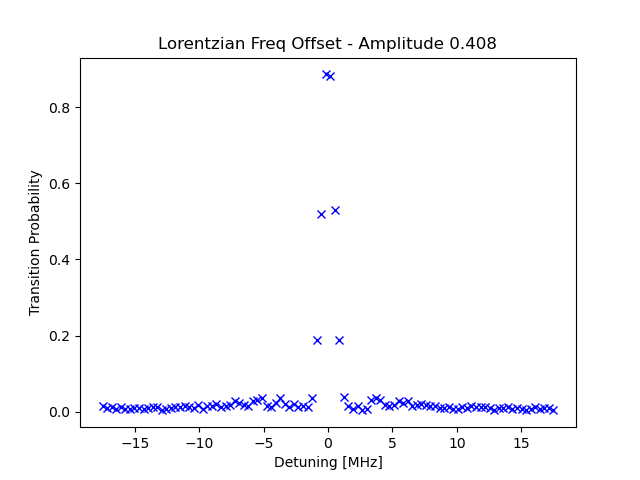 Lorentzian Freq Offset - Amplitude 0.408
Transition Probability
0.8
0.6
0.4
0.2
0.0
−15 −10 −5 0 5 10 15
Detuning [MHz]